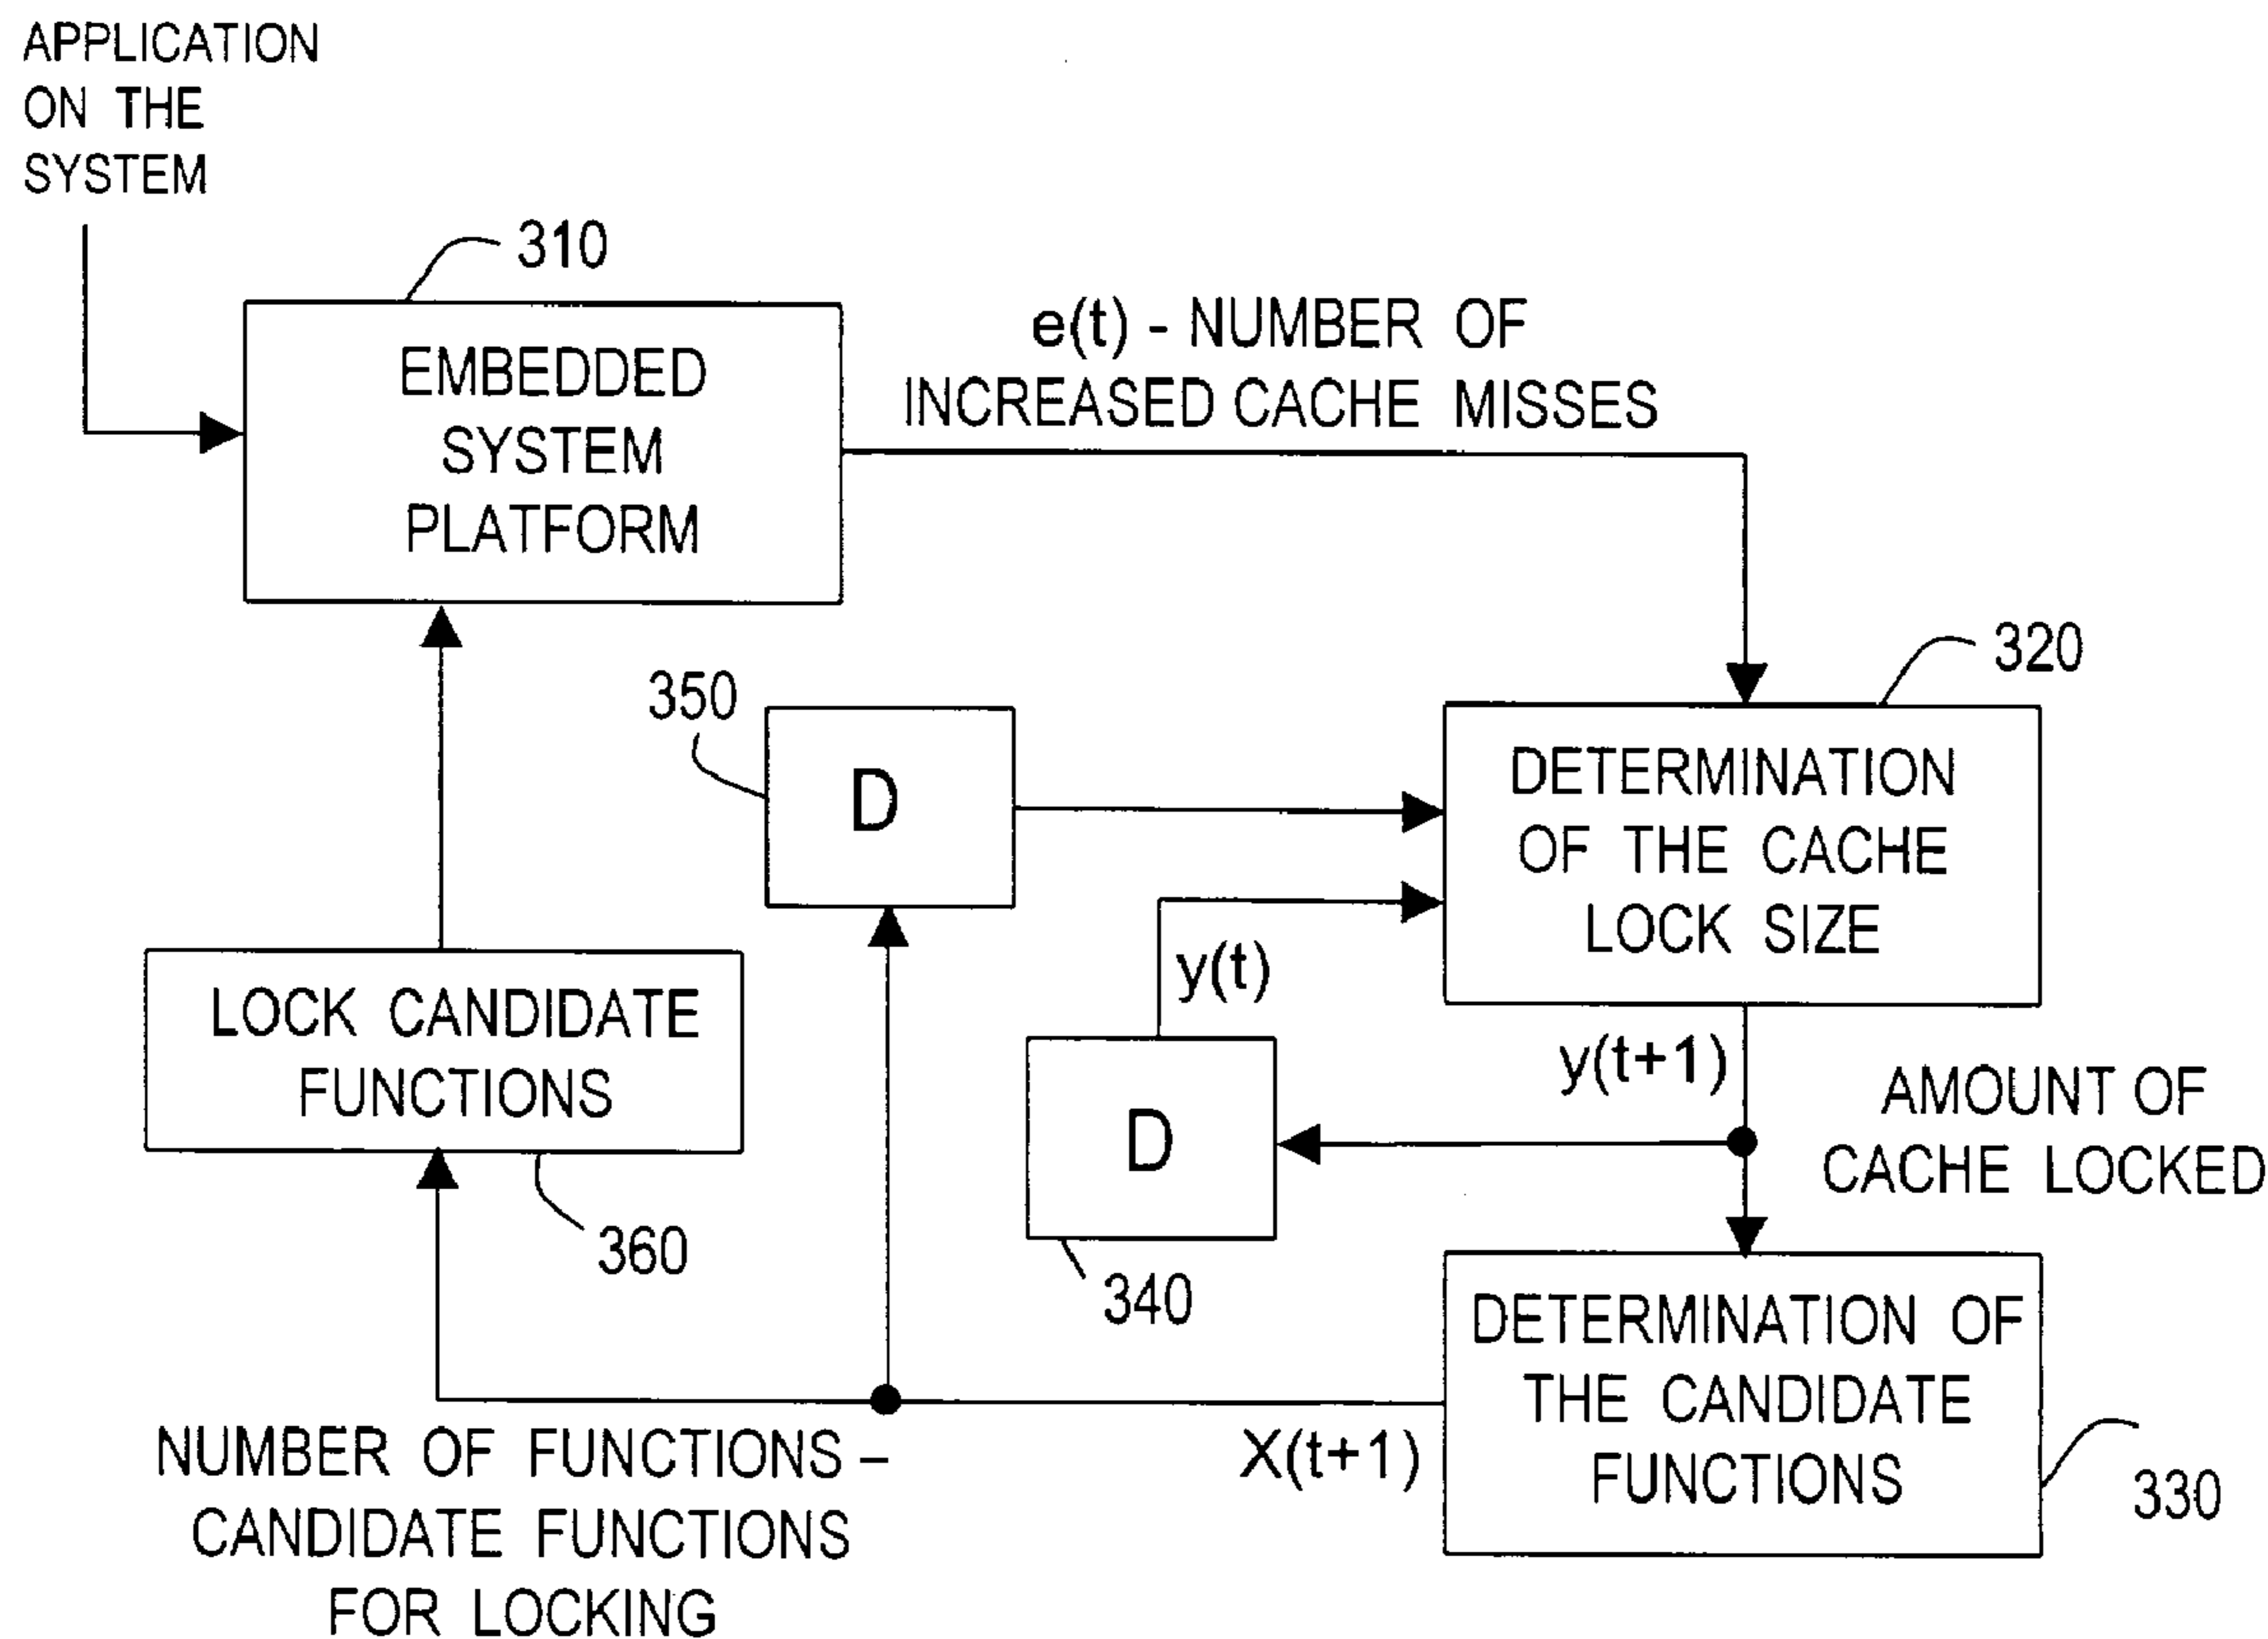 APPLICATION
ON THE
SYSTEM
310
EMBEDDED
SYSTEM
PLATFORM
e(t) - NUMBER OF
INCREASED CACHE MISSES
320
350
D
DETERMINATION
OF THE CACHE
LOCK SIZE
y(t)
LOCK CANDIDATE
FUNCTIONS
360
D
340
y(t+1)
AMOUNT OF
CACHE LOCKED
DETERMINATION OF
THE CANDIDATE
FUNCTIONS
330
X(t+1)
NUMBER OF FUNCTIONS –
CANDIDATE FUNCTIONS
FOR LOCKING